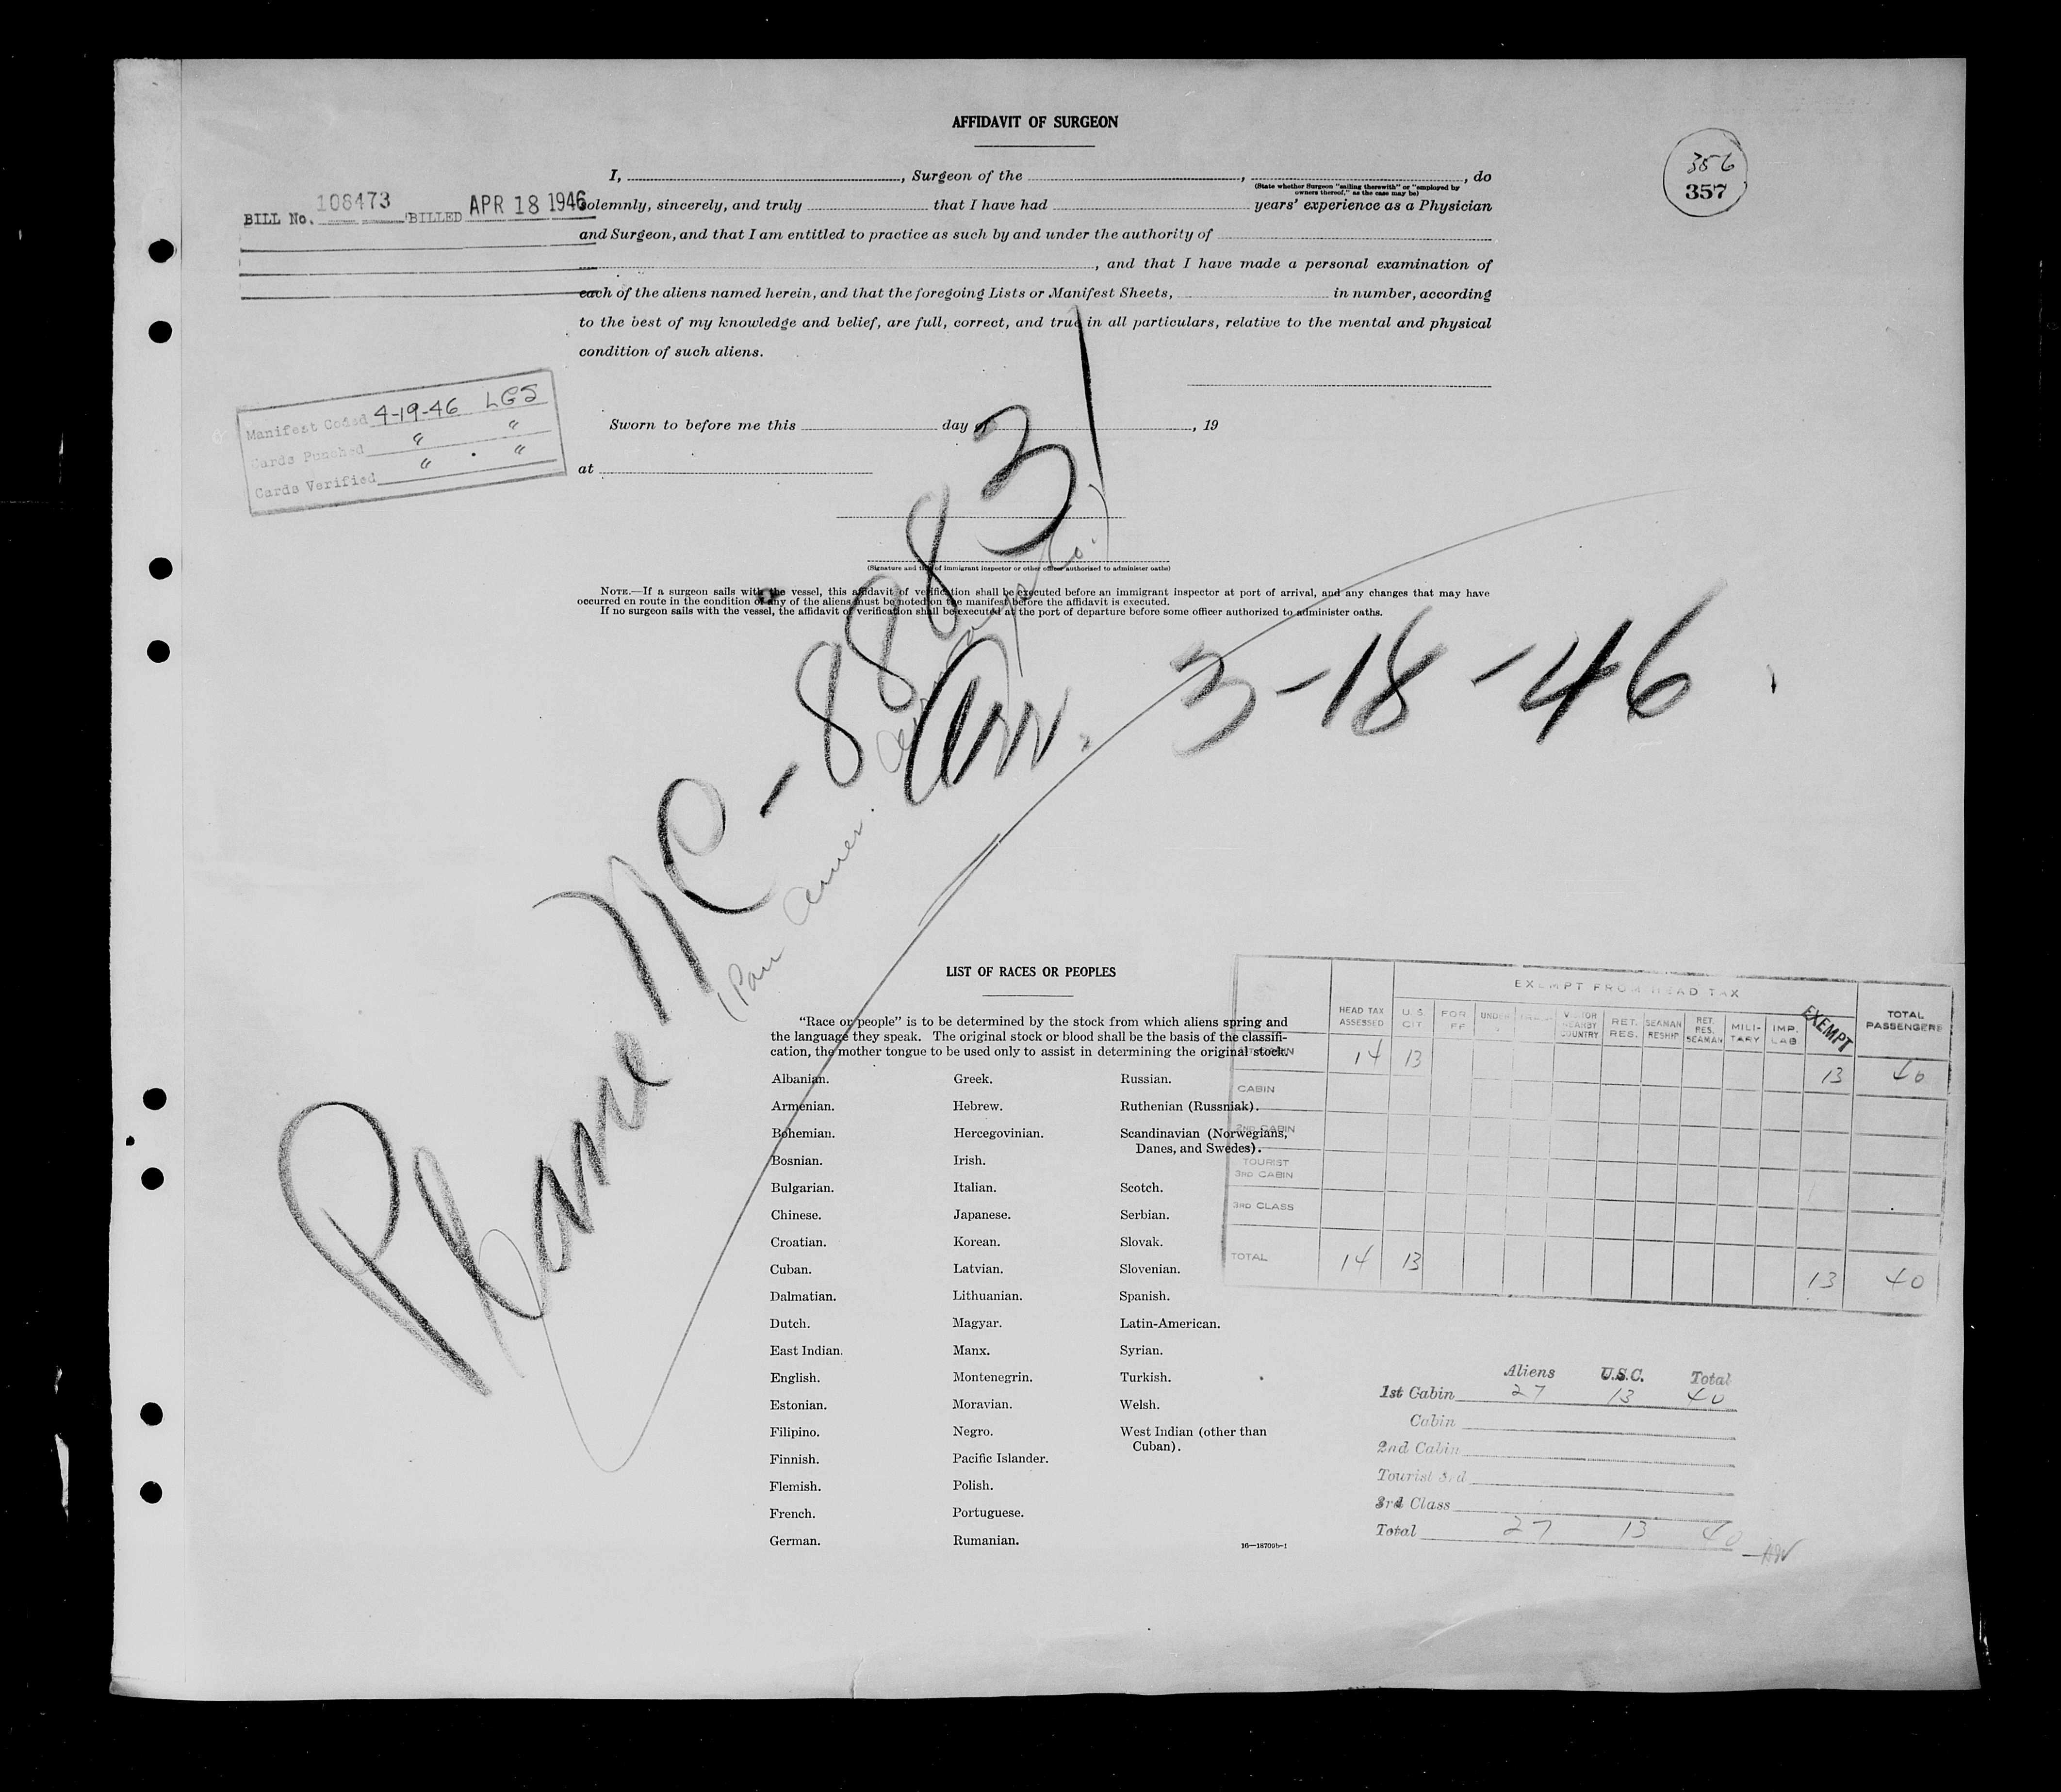 AFFIDAVIT OF SURGEON
356
357
I, , Surgeon of the , , do
(State whether Surgeon "sailing therewith" or "employed by
owners thereof," as the case may be)
BILL No. 108473 BILLED APR 18 1946
solemnly, sincerely, and truly that I have had years' experience as a Physician
and Surgeon, and that I am entitled to practice as such by and under the authority of
, and that I have made a personal examination of
each of the aliens named herein, and that the foregoing Lists or Manifest Sheets, in number, according
to the best of my knowledge and belief, are full, correct, and true in all particulars, relative to the mental and physical
condition of such aliens.
Manifest Coded 4-19-46 LGS
Cards Punched " "
Cards Verified " "
Sworn to before me this day of , 19
at
(Signature and title of immigrant inspector or other officer authorized to administer oaths)
NOTE.—If a surgeon sails with the vessel, this affidavit of verification shall be executed before an immigrant inspector at port of arrival, and any changes that may have
occurred en route in the condition of any of the aliens must be noted on the manifest before the affidavit is executed.
If no surgeon sails with the vessel, the affidavit of verification shall be executed at the port of departure before some officer authorized to administer oaths.
Plane NC-88831
(Pan Amer.
Arr. 3-18-46
LIST OF RACES OR PEOPLES
"Race or people" is to be determined by the stock from which aliens spring and
the language they speak. The original stock or blood shall be the basis of the classifi-
cation, the mother tongue to be used only to assist in determining the original stock.
Albanian. Greek. Russian.
Armenian. Hebrew. Ruthenian (Russniak).
Bohemian. Hercegovinian. Scandinavian (Norwegians,
Danes, and Swedes).
Bosnian. Irish.
Bulgarian. Italian. Scotch.
Chinese. Japanese. Serbian.
Croatian. Korean. Slovak.
Cuban. Latvian. Slovenian.
Dalmatian. Lithuanian. Spanish.
Dutch. Magyar. Latin-American.
East Indian. Manx. Syrian.
English. Montenegrin. Turkish.
Estonian. Moravian. Welsh.
Filipino. Negro. West Indian (other than
Cuban).
Finnish. Pacific Islander.
Flemish. Polish.
French. Portuguese.
German. Rumanian.
16—18709b-1
EXEMPT FROM HEAD TAX
HEAD TAX ASSESSED U.S. CIT. FOR. UNDER VISITOR NEARBY COUNTRY RET. RES. SEAMAN RESHIP RET. RES. SEAMAN MILITARY IMP. LAB EXEMPT TOTAL PASSENGERS
14 13 13 40
CABIN
2ND CABIN
TOURIST
3RD CABIN
3RD CLASS
TOTAL 14 13 13 40
Aliens U.S.C. Total
1st Cabin 27 13 40
Cabin
2nd Cabin
Tourist 3rd
3rd Class
Total 27 13 40